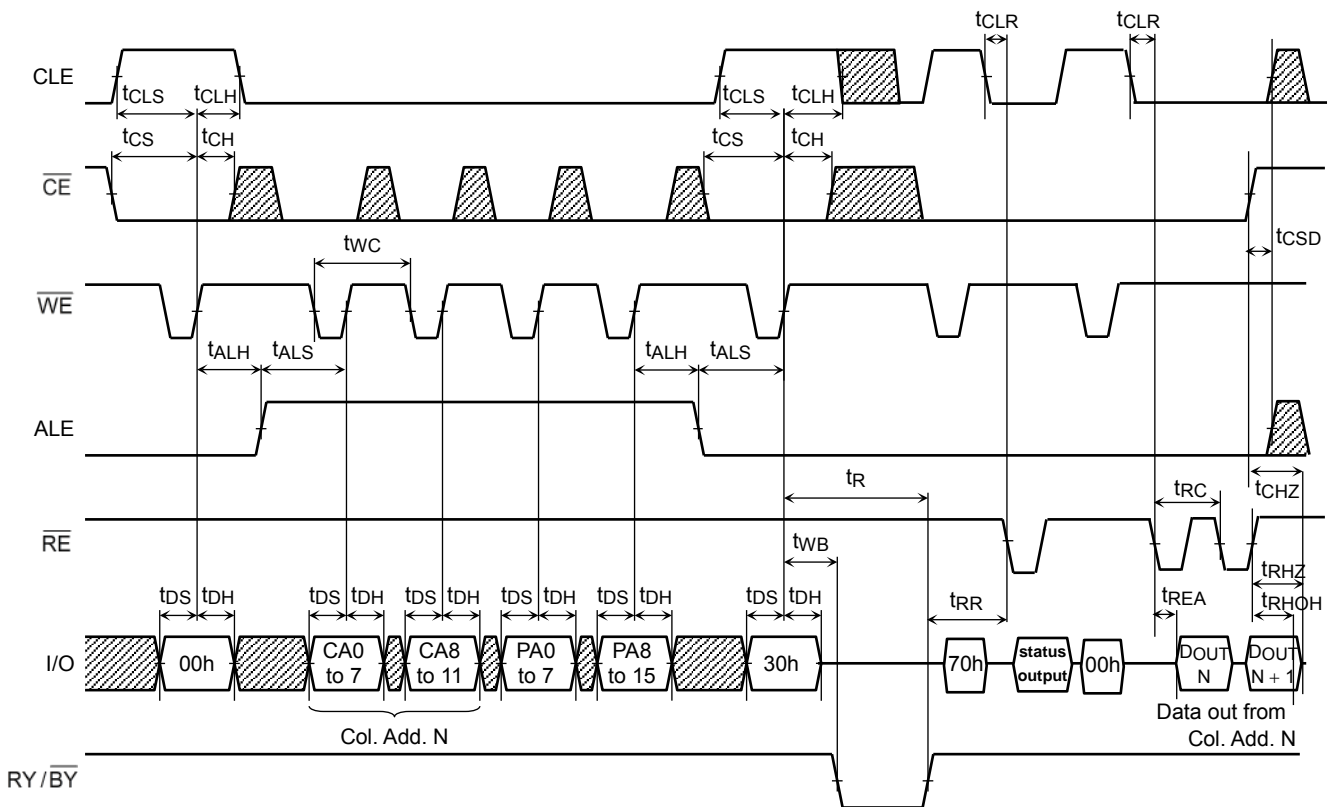 tCLR tCLR
CLE
tCLS tCLH tCLS tCLH
tCS tCH tCS tCH
CE
tWC tCSD
WE
tALH tALS tALH tALS
ALE
tR tRC tCHZ
RE
tWB tRHZ
tDS tDH tDS tDH tDS tDH tDS tDH tDS tDH tDS tDH tRR tREA tRHOH
I/O
00h
CA0
to 7
CA8
to 11
PA0
to 7
PA8
to 15
30h
70h
status
output
00h
DOUT
N
DOUT
N + 1
Col. Add. N
Data out from
Col. Add. N
RY /BY